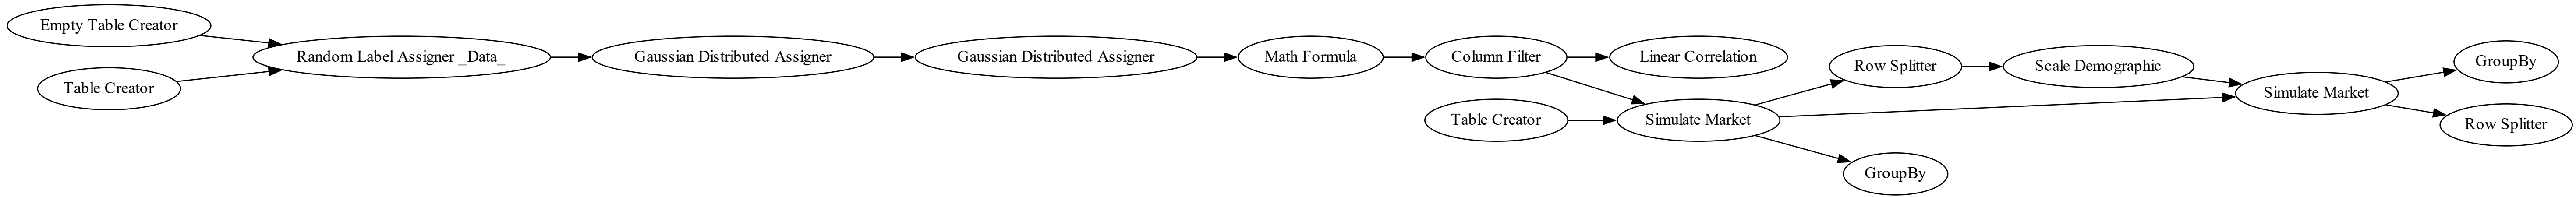 Empty Table Creator
Table Creator
Random Label Assigner _Data_
Gaussian Distributed Assigner
Gaussian Distributed Assigner
Math Formula
Column Filter
Linear Correlation
Table Creator
Simulate Market
Row Splitter
GroupBy
Scale Demographic
Simulate Market
GroupBy
Row Splitter